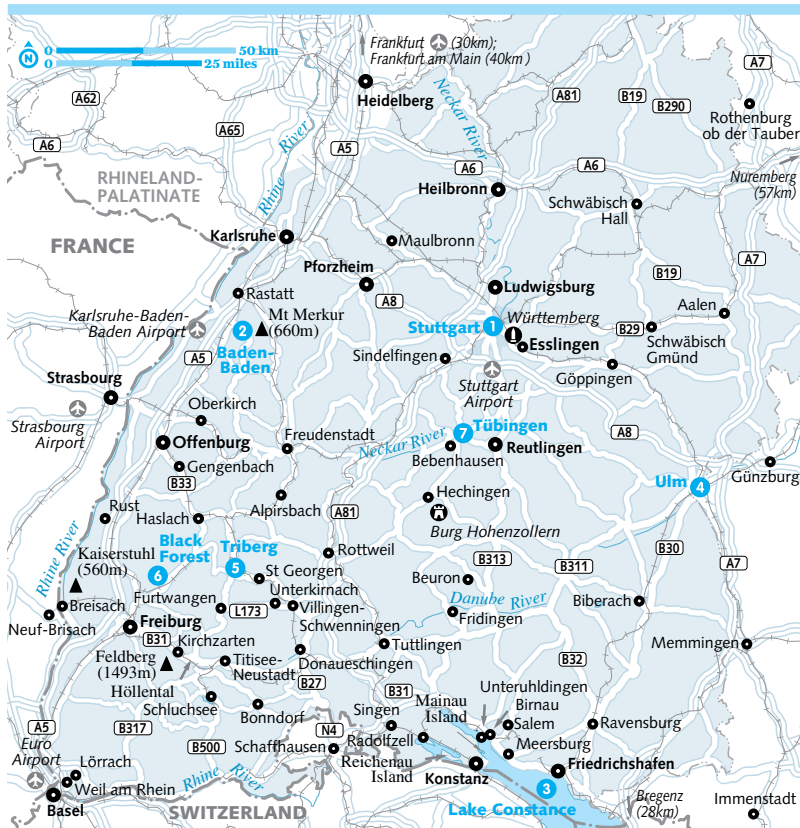 N
0 50 km
0 25 miles
Frankfurt (30km);
Frankfurt am Main (40km)
A7
A62
A81
B19
B290
Heidelberg
Neckar River
Rothenburg
ob der Tauber
A65
A5
A6
River
Rhine
A6
A6
Nuremberg
(57km)
RHINELAND-
PALATINATE
Heilbronn
Schwäbisch
Hall
FRANCE
Karlsruhe
Maulbronn
Pforzheim
B19
A7
Rastatt
A8
Ludwigsburg
Karlsruhe-Baden-
Baden Airport
2
Mt Merkur
(660m)
Baden-
Baden
Stuttgart 1
Württemberg
Aalen
B29
Schwäbisch
Gmünd
Esslingen
A5
Sindelfingen
Göppingen
Stuttgart
Airport
Strasbourg
Strasbourg
Airport
Oberkirch
Offenburg
Freudenstadt
Neckar River
7 Tübingen
Reutlingen
Bebenhausen
A8
Gengenbach
B33
Ulm 4
Günzburg
Rust
Haslach
Alpirsbach
A81
Hechingen
Burg Hohenzollern
Rhine River
Kaiserstuhl
(560m)
Black
Forest
6
Triberg
5
Rottweil
B30
A7
B313
B311
St Georgen
Beuron
Unterkirnach
Furtwangen
L173
Villingen-
Schwenningen
Danube River
Fridingen
Biberach
Breisach
Neuf-Brisach
Freiburg
B31
Kirchzarten
Tuttlingen
Memmingen
Feldberg
(1493m)
Titisee-
Neustadt
Donaueschingen
B32
Höllental
Schluchsee
B27
B31
Mainau
Island
Unteruhldingen
Birnau
Bonndorf
Singen
Salem
Ravensburg
A5
B317
N4
B500
Schaffhausen
Radolfzell
Meersburg
Euro
Airport
Reichenau
Island
Konstanz
Friedrichshafen
Lörrach
Weil am Rhein
Rhine River
3
Basel
SWITZERLAND
Lake Constance
Bregenz
(28km)
Immenstadt